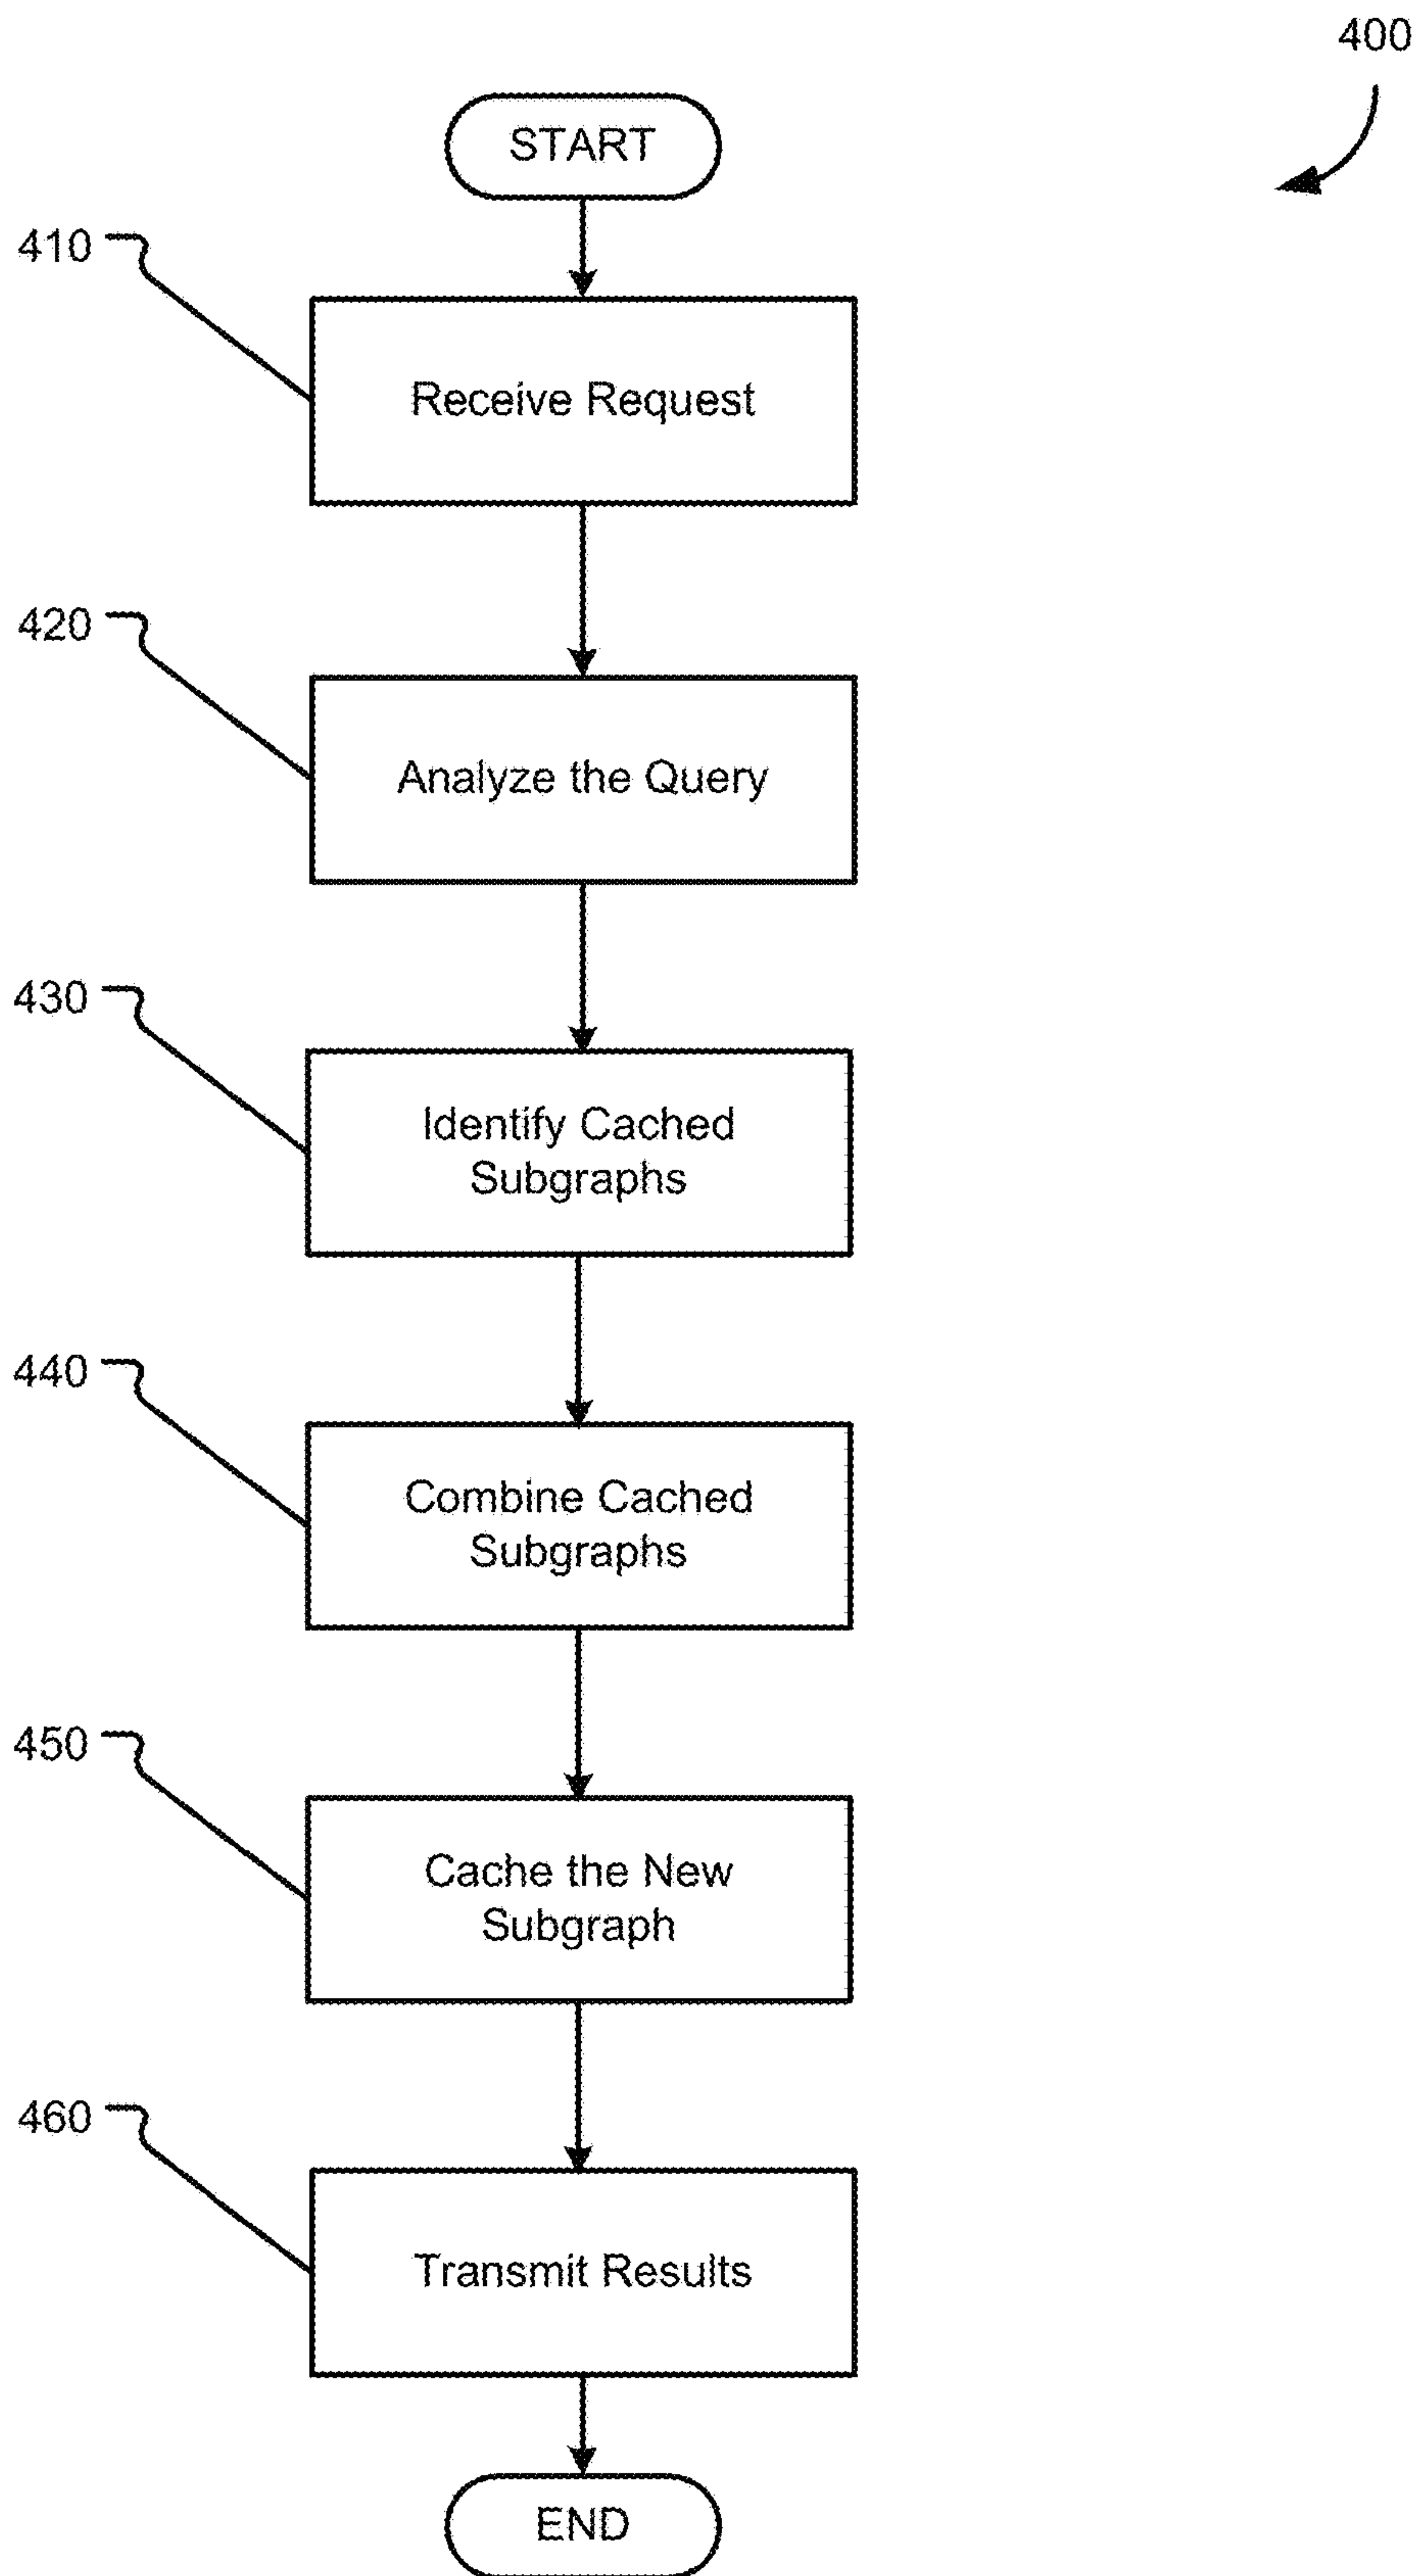 400
START
410
Receive Request
420
Analyze the Query
430
Identify Cached
Subgraphs
440
Combine Cached
Subgraphs
450
Cache the New
Subgraph
460
Transmit Results
END